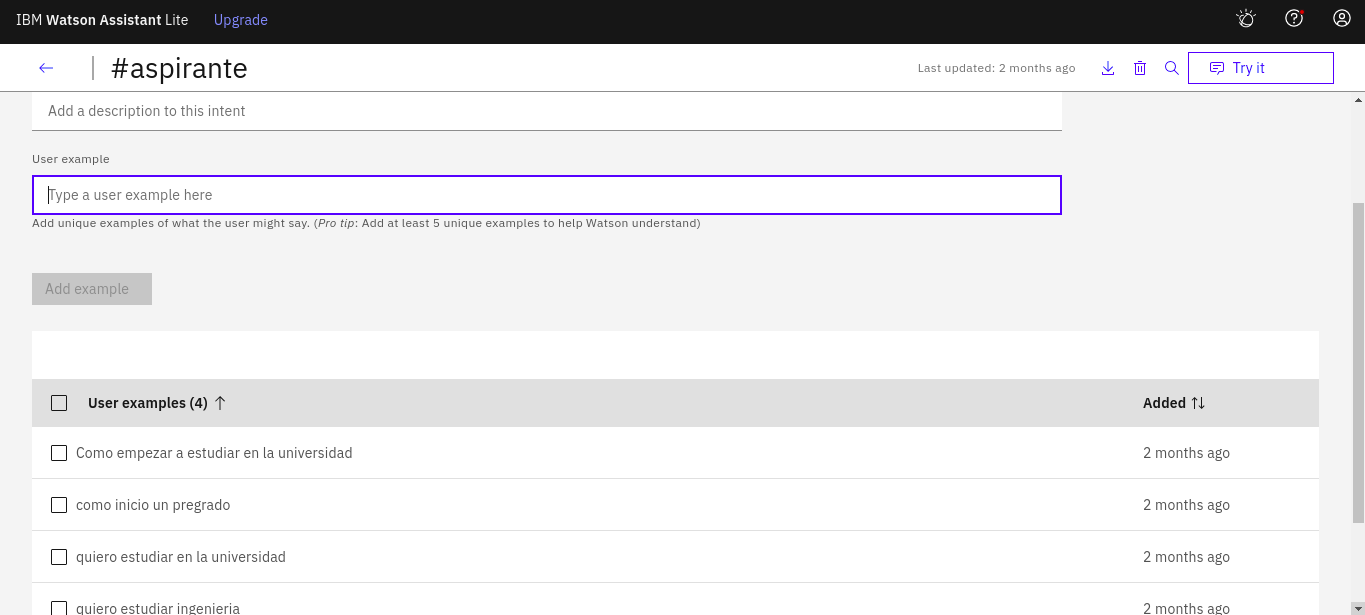 IBM Watson Assistant Lite Upgrade
#aspirante
Last updated: 2 months ago
Try it
Add a description to this intent
User example
Type a user example here
Add unique examples of what the user might say. (Pro tip: Add at least 5 unique examples to help Watson understand)
Add example
User examples (4) Added
Como empezar a estudiar en la universidad 2 months ago
como inicio un pregrado 2 months ago
quiero estudiar en la universidad 2 months ago
quiero estudiar ingenieria 2 months ago